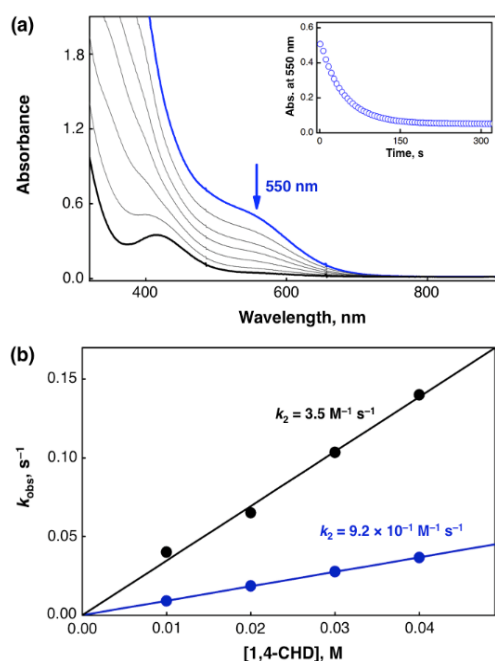 (a)
2.1
1.8
1.2
0.6
0.0
Absorbance
550 nm
0.6
0.4
0.2
0.0
Abs. at 550 nm
0
150
300
Time, s
400
600
800
Wavelength, nm
(b)
0.15
0.10
0.05
0.00
k_obs, s⁻¹
k₂ = 3.5 M⁻¹ s⁻¹
k₂ = 9.2 × 10⁻¹ M⁻¹ s⁻¹
0.01
0.02
0.03
0.04
[1,4-CHD], M